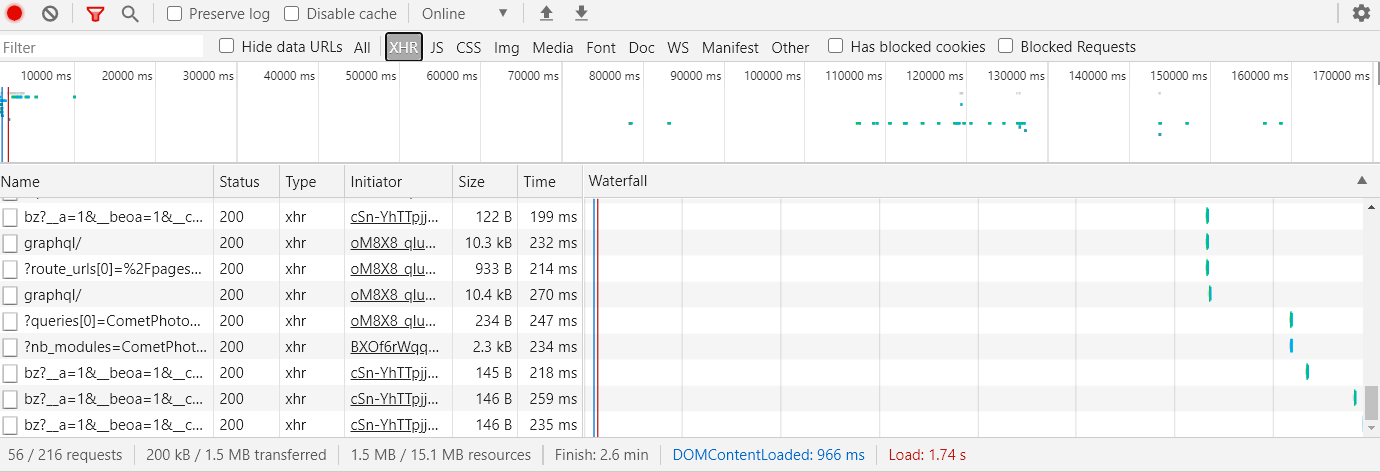 Preserve log Disable cache Online
Filter Hide data URLs All XHR JS CSS Img Media Font Doc WS Manifest Other Has blocked cookies Blocked Requests
10000 ms 20000 ms 30000 ms 40000 ms 50000 ms 60000 ms 70000 ms 80000 ms 90000 ms 100000 ms 110000 ms 120000 ms 130000 ms 140000 ms 150000 ms 160000 ms 170000 ms
Name Status Type Initiator Size Time Waterfall
bz?__a=1&__beoa=1&__c... 200 xhr cSn-YhTTpjj... 122 B 199 ms
graphql/ 200 xhr oM8X8_qlu... 10.3 kB 232 ms
?route_urls[0]=%2Fpages... 200 xhr oM8X8_qlu... 933 B 214 ms
graphql/ 200 xhr oM8X8_qlu... 10.4 kB 270 ms
?queries[0]=CometPhoto... 200 xhr oM8X8_qlu... 234 B 247 ms
?nb_modules=CometPhot... 200 xhr BXOf6rWqq... 2.3 kB 234 ms
bz?__a=1&__beoa=1&__c... 200 xhr cSn-YhTTpjj... 145 B 218 ms
bz?__a=1&__beoa=1&__c... 200 xhr cSn-YhTTpjj... 146 B 259 ms
bz?__a=1&__beoa=1&__c... 200 xhr cSn-YhTTpjj... 146 B 235 ms
56 / 216 requests 200 kB / 1.5 MB transferred 1.5 MB / 15.1 MB resources Finish: 2.6 min DOMContentLoaded: 966 ms Load: 1.74 s